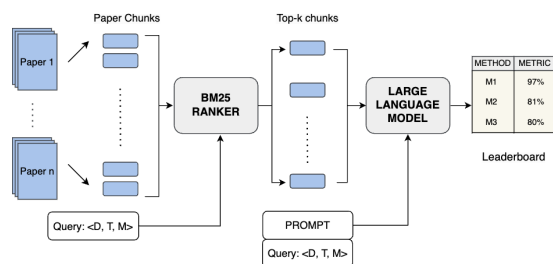 Paper Chunks
Top-k chunks
Paper 1
Paper n
BM25
RANKER
LARGE
LANGUAGE
MODEL
METHOD METRIC
M1 97%
M2 81%
M3 80%
Leaderboard
Query: <D, T, M>
PROMPT
Query: <D, T, M>